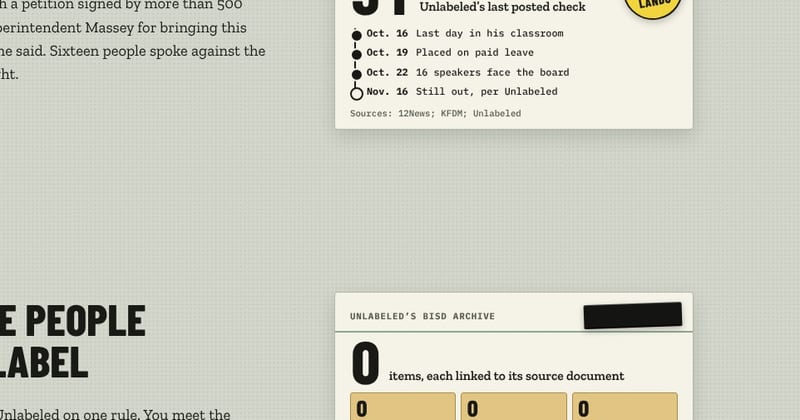 h a petition signed by more than 500
perintendent Massey for bringing this
he said. Sixteen people spoke against the
ht.
Unlabeled's last posted check
Oct. 16 Last day in his classroom
Oct. 19 Placed on paid leave
Oct. 22 16 speakers face the board
Nov. 16 Still out, per Unlabeled
Sources: 12News; KFDM; Unlabeled
E PEOPLE
LABEL
Unlabeled on one rule. You meet the
UNLABELED'S BISD ARCHIVE
0 items, each linked to its source document
0 0 0